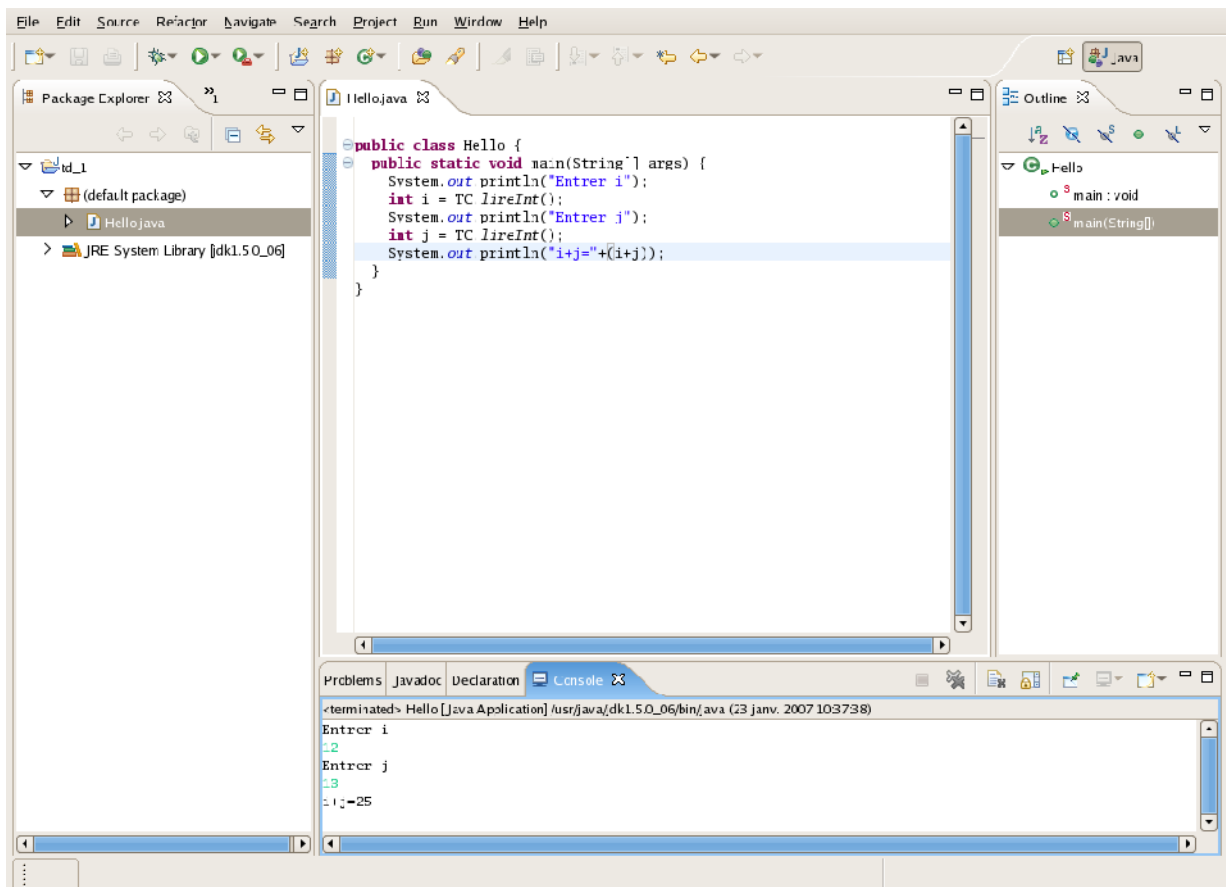 File Edit Source Refactor Navigate Search Project Run Window Help
Java
Package Explorer
1
td_1
(default package)
Hello.java
JRE System Library [jdk1.5.0_06]
Hello.java
public class Hello {
public static void main(String[] args) {
System.out.println("Entrer i");
int i = TC.lireInt();
System.out.println("Entrer j");
int j = TC.lireInt();
System.out.println("i+j="+(i+j));
}
}
Outline
Hello
main : void
main(String[])
Problems Javadoc Declaration Console
<terminated> Hello [Java Application] /usr/java/jdk1.5.0_06/bin/java (23 janv. 2007 10:37:38)
Entrer i
12
Entrer j
13
i+j=25